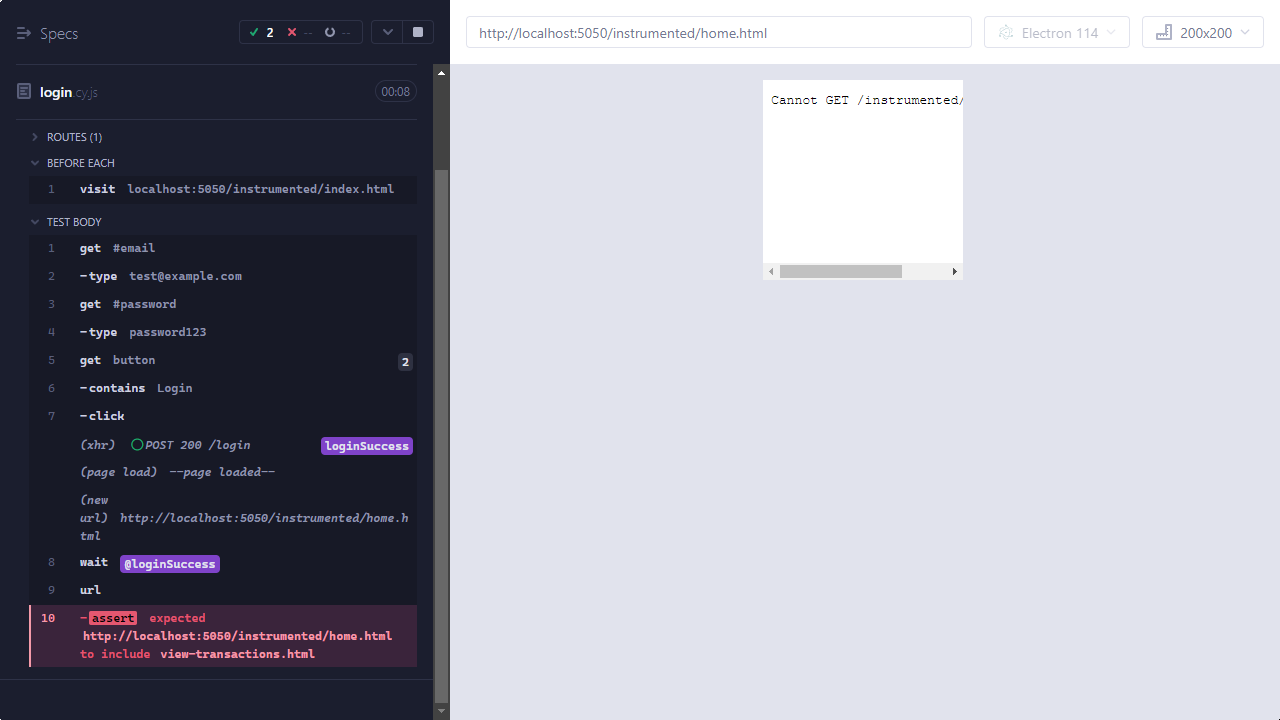 Specs
2
--
--
http://localhost:5050/instrumented/home.html
Electron 114
200x200
login.cy.js
00:08
ROUTES (1)
BEFORE EACH
1 visit localhost:5050/instrumented/index.html
TEST BODY
1 get #email
2 -type test@example.com
3 get #password
4 -type password123
5 get button 2
6 -contains Login
7 -click
(xhr) POST 200 /login loginSuccess
(page load) --page loaded--
(new
url) http://localhost:5050/instrumented/home.h
tml
8 wait @loginSuccess
9 url
10 -assert expected
http://localhost:5050/instrumented/home.html
to include view-transactions.html
Cannot GET /instrumented/